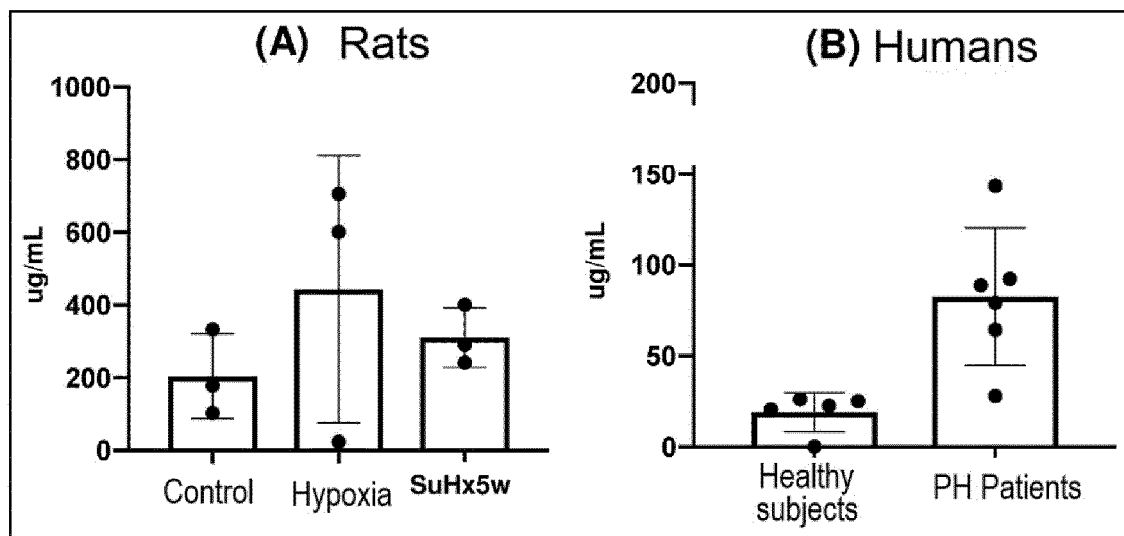 (A) Rats
1000
800
600
400
200
0
ug/mL
Control
Hypoxia
SuHx5w
(B) Humans
200
150
100
50
0
ug/mL
Healthy
subjects
PH Patients